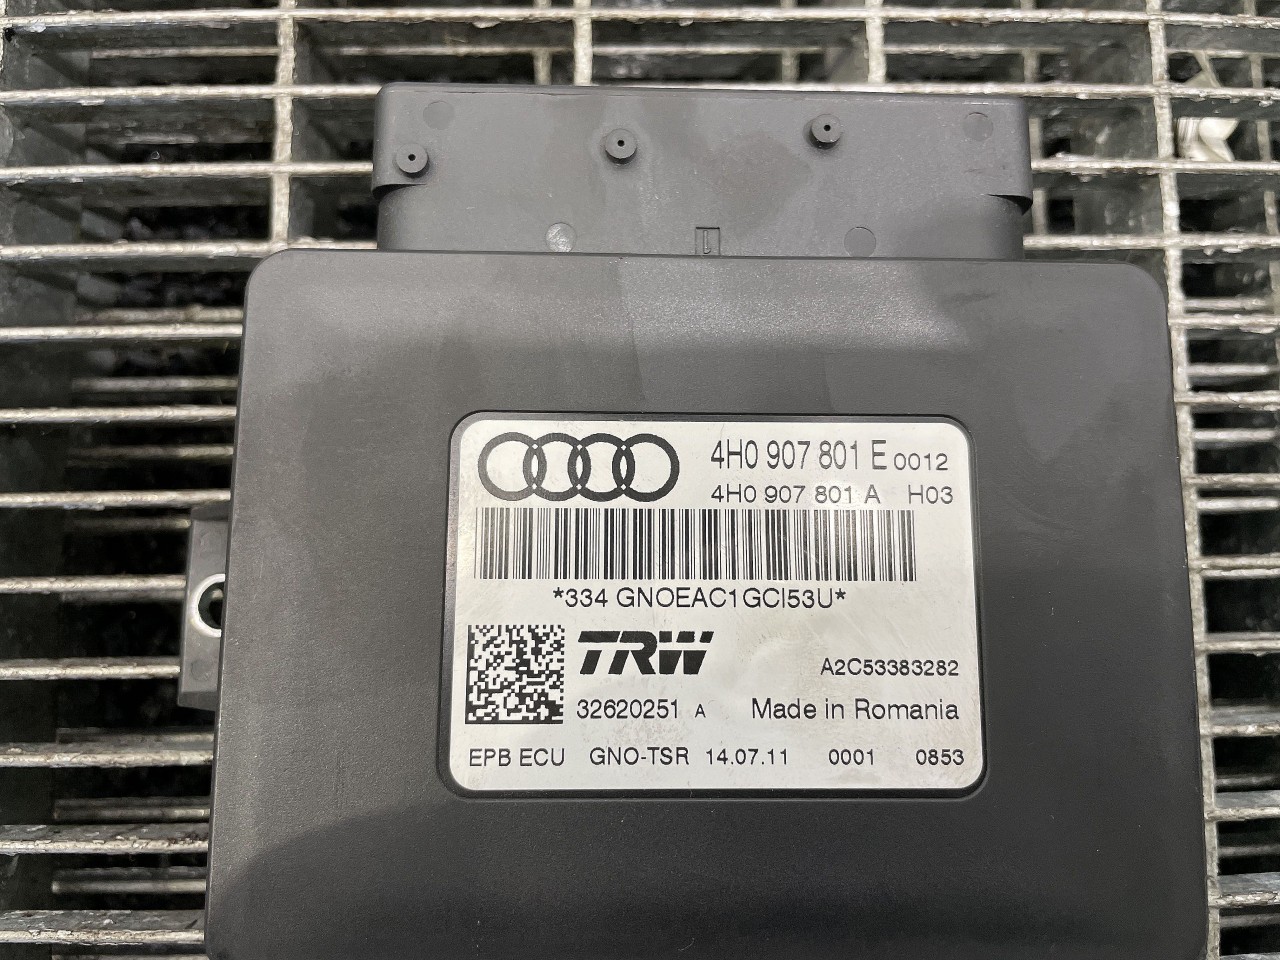 4H0 907 801 E 0012
4H0 907 801 A H03
*334 GNOEAC1GCI53U*
TRW
A2C53383282
32620251 A Made in Romania
EPB ECU GNO-TSR 14.07.11 0001 0853